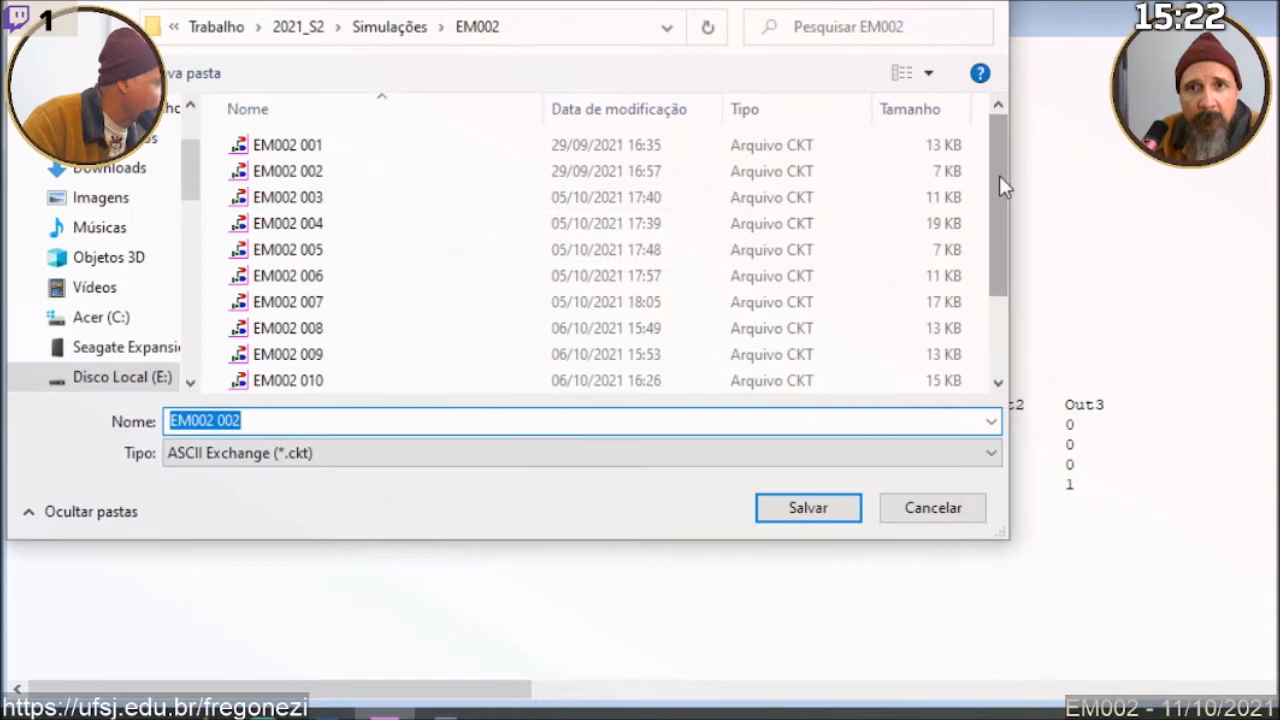 1
15:22
« Trabalho › 2021_S2 › Simulações › EM002
Pesquisar EM002
va pasta
Nome Data de modificação Tipo Tamanho
EM002 001 29/09/2021 16:35 Arquivo CKT 13 KB
EM002 002 29/09/2021 16:57 Arquivo CKT 7 KB
EM002 003 05/10/2021 17:40 Arquivo CKT 11 KB
EM002 004 05/10/2021 17:39 Arquivo CKT 19 KB
EM002 005 05/10/2021 17:48 Arquivo CKT 7 KB
EM002 006 05/10/2021 17:57 Arquivo CKT 11 KB
EM002 007 05/10/2021 18:05 Arquivo CKT 17 KB
EM002 008 06/10/2021 15:49 Arquivo CKT 13 KB
EM002 009 06/10/2021 15:53 Arquivo CKT 13 KB
EM002 010 06/10/2021 16:26 Arquivo CKT 15 KB
Downloads
Imagens
Músicas
Objetos 3D
Vídeos
Acer (C:)
Seagate Expansi
Disco Local (E:)
Nome: EM002 002
Tipo: ASCII Exchange (*.ckt)
Ocultar pastas
Salvar
Cancelar
t2 Out3
0
0
0
1
https://ufsj.edu.br/fregonezi
EM002 - 11/10/2021